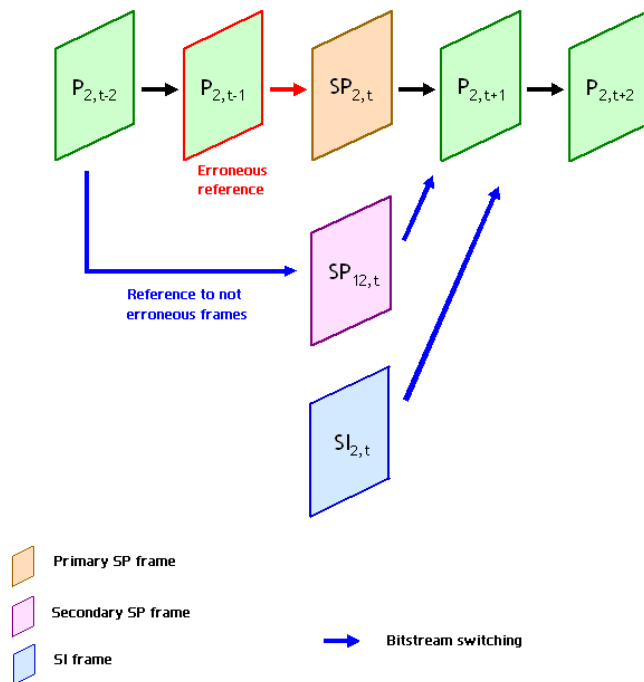 P2,t-2
P2,t-1
SP2,t
P2,t+1
P2,t+2
Erroneous
reference
SP12,t
Reference to not
erroneous frames
SI2,t
Primary SP frame
Secondary SP frame
Bitstream switching
SI frame